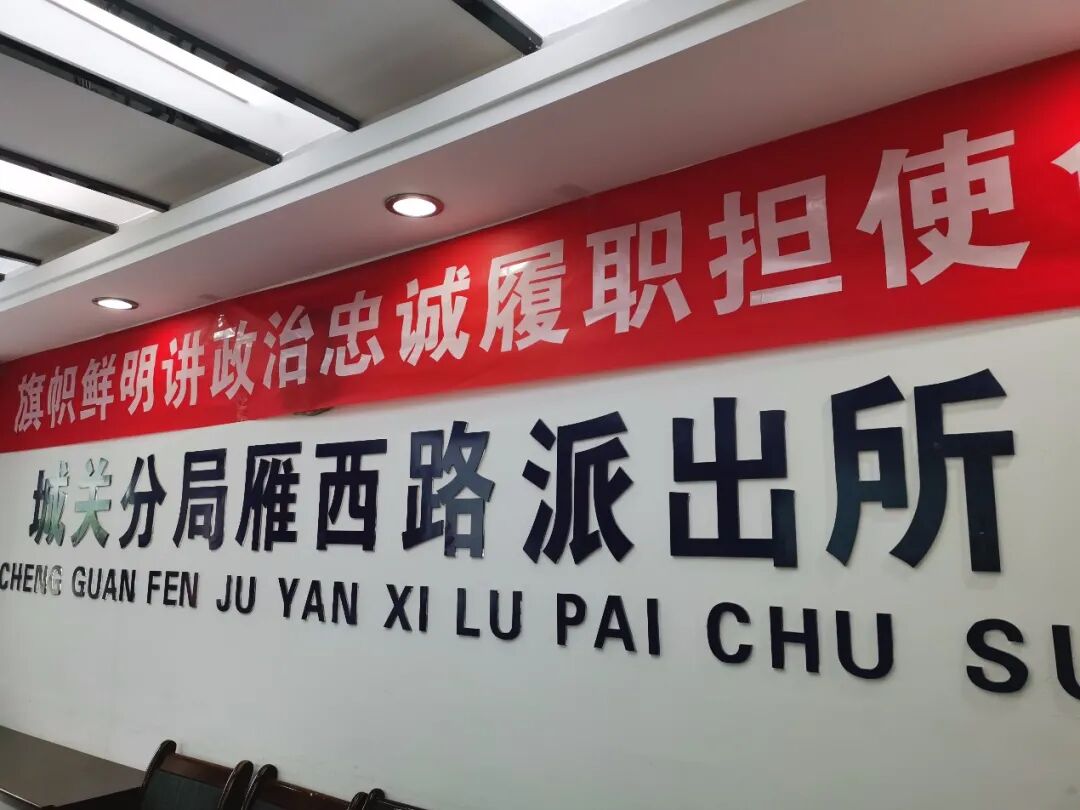 旗帜鲜明讲政治忠诚履职担使
城关分局雁西路派出所
CHENG GUAN FEN JU YAN XI LU PAI CHU SU